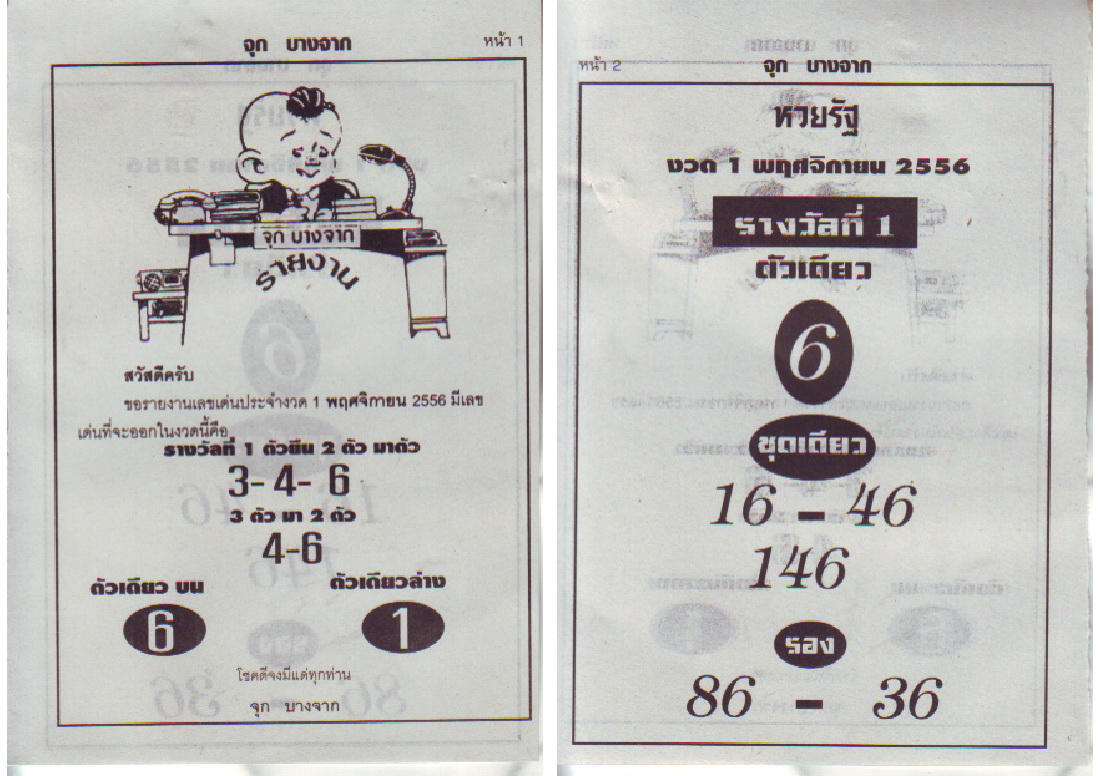 จุก บางจาก
หน้า 1
จุก บางจาก
รายงาน
สวัสดีครับ
ขอรายงานเลขเด่นประจำงวด 1 พฤศจิกายน 2556 มีเลข
เด่นที่จะออกในงวดนี้คือ
รางวัลที่ 1 ตัวยืน 2 ตัว มาตัว
3-4-6
3 ตัว มา 2 ตัว
4-6
ตัวเดียว บน
ตัวเดียวล่าง
6
1
โชคดีจงมีแด่ทุกท่าน
จุก บางจาก
หน้า 2
จุก บางจาก
หวยรัฐ
งวด 1 พฤศจิกายน 2556
รางวัลที่ 1
ตัวเดียว
6
ชุดเดียว
16 - 46
146
รอง
86 - 36